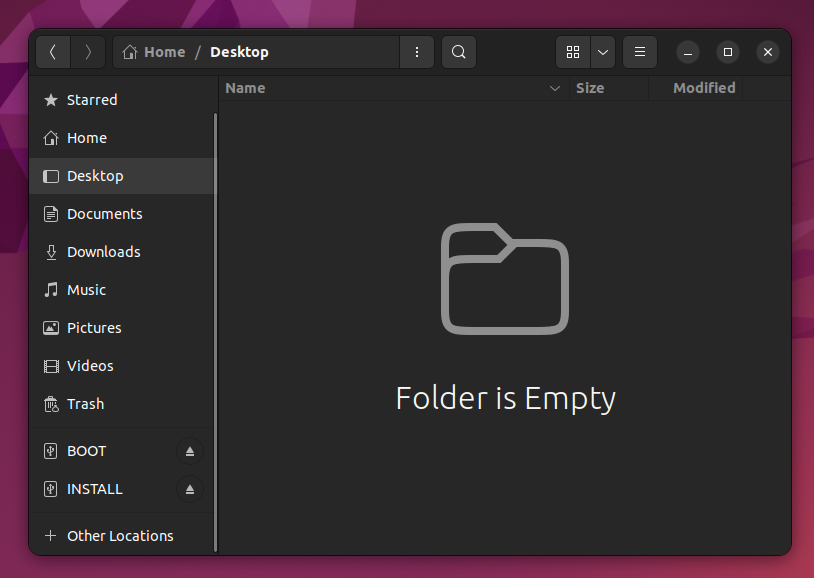 Home / Desktop
Name Size Modified
Starred
Home
Desktop
Documents
Downloads
Music
Pictures
Videos
Trash
BOOT
INSTALL
Other Locations
Folder is Empty